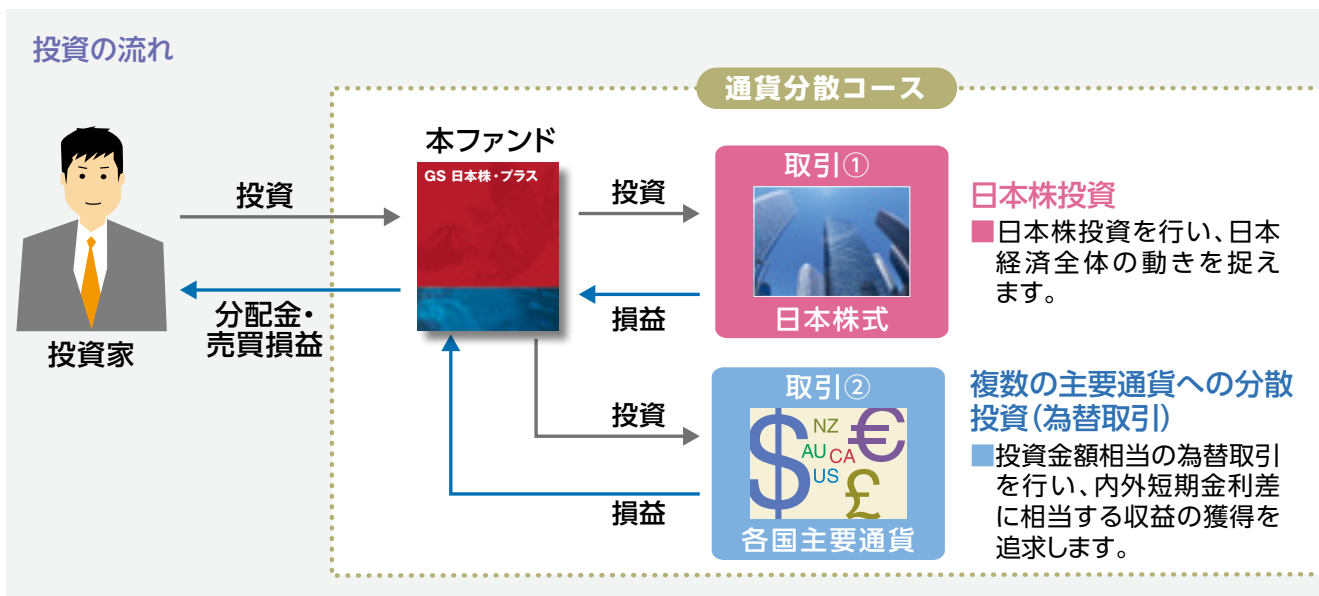 投資の流れ
通貨分散コース
投資家
投資
分配金・
売買損益
本ファンド
GS 日本株・プラス
投資
損益
取引①
日本株式
日本株投資
■日本株投資を行い、日本
経済全体の動きを捉え
ます。
投資
損益
取引②
$ NZ €
AU CA
US £
各国主要通貨
複数の主要通貨への分散
投資(為替取引)
■投資金額相当の為替取引
を行い、内外短期金利差
に相当する収益の獲得を
追求します。